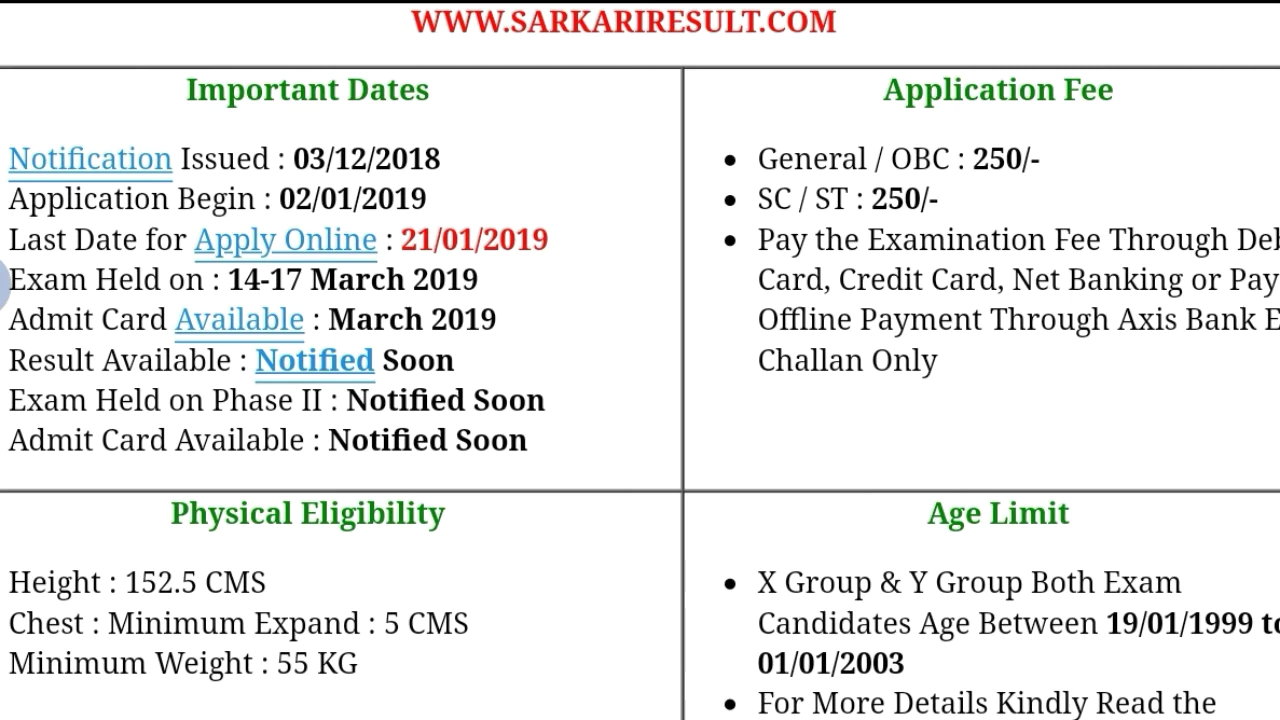 WWW.SARKARIRESULT.COM
Important Dates
Notification Issued : 03/12/2018
Application Begin : 02/01/2019
Last Date for Apply Online : 21/01/2019
Exam Held on : 14-17 March 2019
Admit Card Available : March 2019
Result Available : Notified Soon
Exam Held on Phase II : Notified Soon
Admit Card Available : Notified Soon
Application Fee
General / OBC : 250/-
SC / ST : 250/-
Pay the Examination Fee Through
Card, Credit Card, Net Banking or Pay
Offline Payment Through Axis Bank
Challan Only
Physical Eligibility
Height : 152.5 CMS
Chest : Minimum Expand : 5 CMS
Minimum Weight : 55 KG
Age Limit
X Group & Y Group Both Exam
Candidates Age Between 19/01/1999 to
01/01/2003
For More Details Kindly Read the